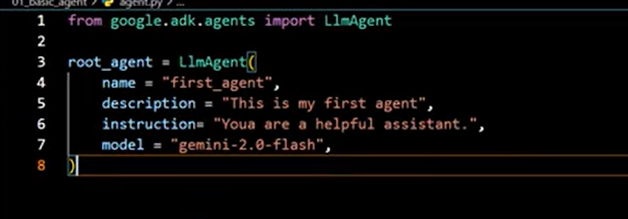 01_basic_agent > agent.py > ...
1 from google.adk.agents import LlmAgent
2
3 root_agent = LlmAgent(
4 name = "first_agent",
5 description = "This is my first agent",
6 instruction= "Youa are a helpful assistant.",
7 model = "gemini-2.0-flash",
8 )